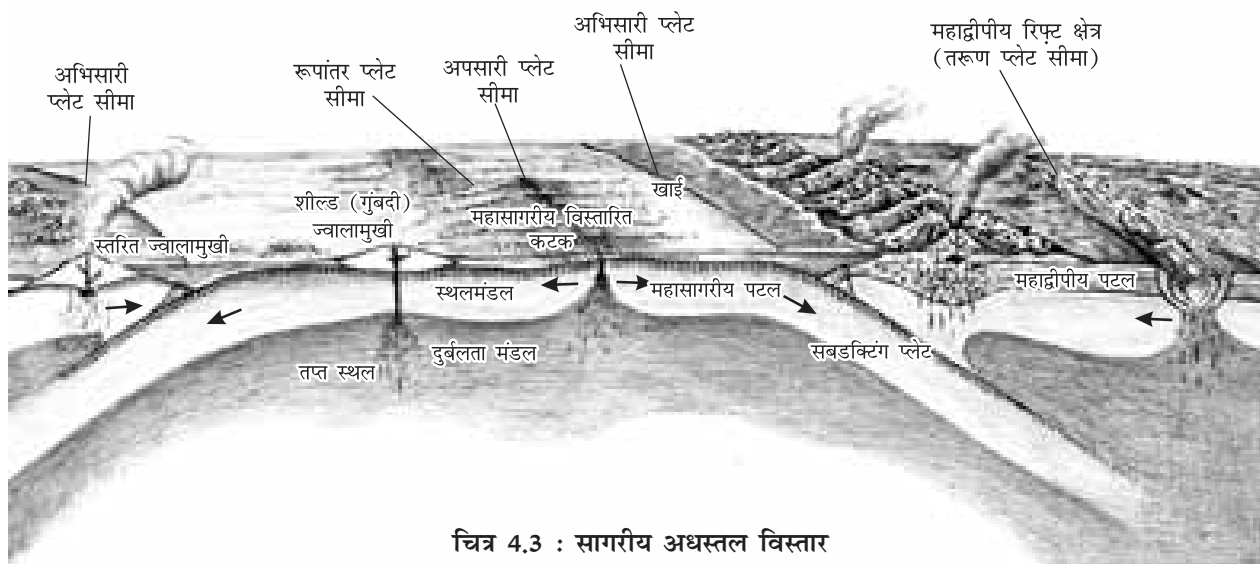 अभिसारी
प्लेट सीमा
रूपांतर प्लेट
सीमा
अपसारी प्लेट
सीमा
अभिसारी प्लेट
सीमा
महाद्वीपीय रिफ़्ट क्षेत्र
(तरूण प्लेट सीमा)
स्तरित ज्वालामुखी
शील्ड (गुंबदी)
ज्वालामुखी
महासागरीय विस्तारित
कटक
खाई
स्थलमंडल
महासागरीय पटल
महाद्वीपीय पटल
तप्त स्थल
दुर्बलता मंडल
सबडक्टिंग प्लेट
चित्र 4.3 : सागरीय अधस्तल विस्तार